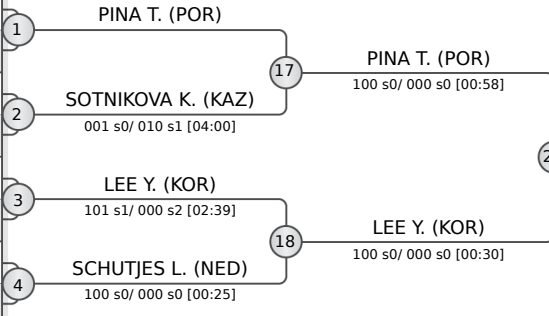 PINA T. (POR)
1
17
PINA T. (POR)
100 s0/ 000 s0 [00:58]
2
SOTNIKOVA K. (KAZ)
001 s0/ 010 s1 [04:00]
3
LEE Y. (KOR)
101 s1/ 000 s2 [02:39]
18
LEE Y. (KOR)
100 s0/ 000 s0 [00:30]
4
SCHUTJES L. (NED)
100 s0/ 000 s0 [00:25]